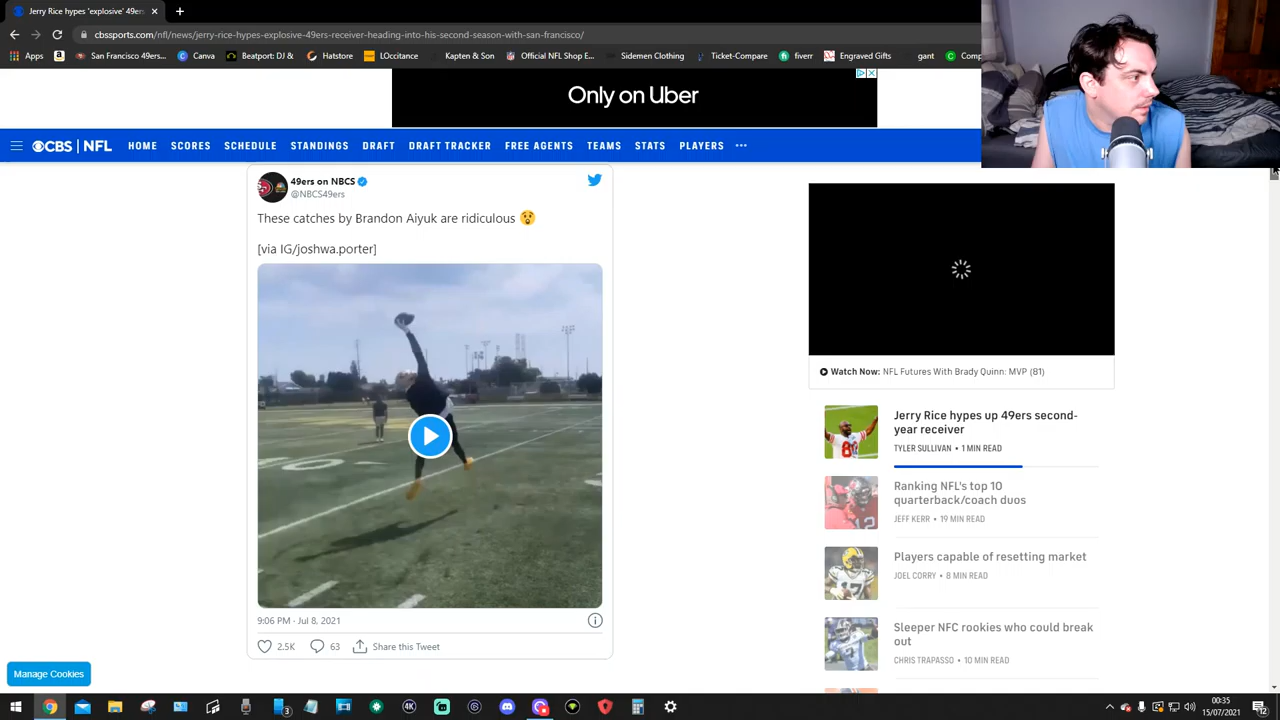 Jerry Rice hypes 'explosive' 49ers
cbssports.com/nfl/news/jerry-rice-hypes-explosive-49ers-receiver-heading-into-his-second-season-with-san-francisco/
Apps
San Francisco 49ers...
Canva
Beatport: DJ &...
Hatstore
LOccitane
Kapten & Son
Official NFL Shop E...
Sidemen Clothing
Ticket-Compare
fiverr
Engraved Gifts
gant
Comp
Only on Uber
CBS NFL
HOME
SCORES
SCHEDULE
STANDINGS
DRAFT
DRAFT TRACKER
FREE AGENTS
TEAMS
STATS
PLAYERS
49ers on NBCS
@NBCS49ers
These catches by Brandon Aiyuk are ridiculous 😲
[via IG/joshwa.porter]
9:06 PM · Jul 8, 2021
2.5K
63
Share this Tweet
Watch Now: NFL Futures With Brady Quinn: MVP (81)
Jerry Rice hypes up 49ers second-
year receiver
TYLER SULLIVAN • 1 MIN READ
Ranking NFL's top 10
quarterback/coach duos
JEFF KERR • 19 MIN READ
Players capable of resetting market
JOEL CORRY • 8 MIN READ
Sleeper NFC rookies who could break
out
CHRIS TRAPASSO • 10 MIN READ
Manage Cookies
00:35
15/07/2021